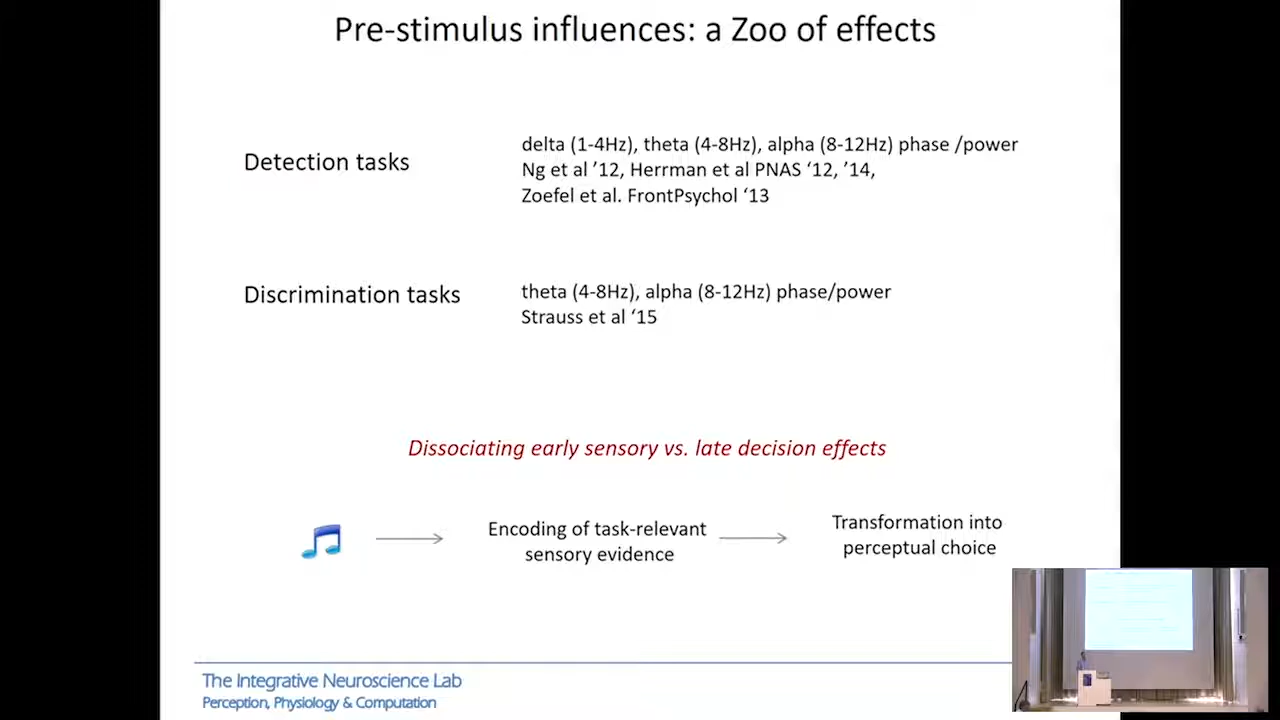 Pre-stimulus influences: a Zoo of effects
Detection tasks
delta (1-4Hz), theta (4-8Hz), alpha (8-12Hz) phase /power
Ng et al ’12, Herrman et al PNAS ‘12, ’14,
Zoefel et al. FrontPsychol ‘13
Discrimination tasks
theta (4-8Hz), alpha (8-12Hz) phase/power
Strauss et al ‘15
Dissociating early sensory vs. late decision effects
Encoding of task-relevant
sensory evidence
Transformation into
perceptual choice
The Integrative Neuroscience Lab
Perception, Physiology & Computation